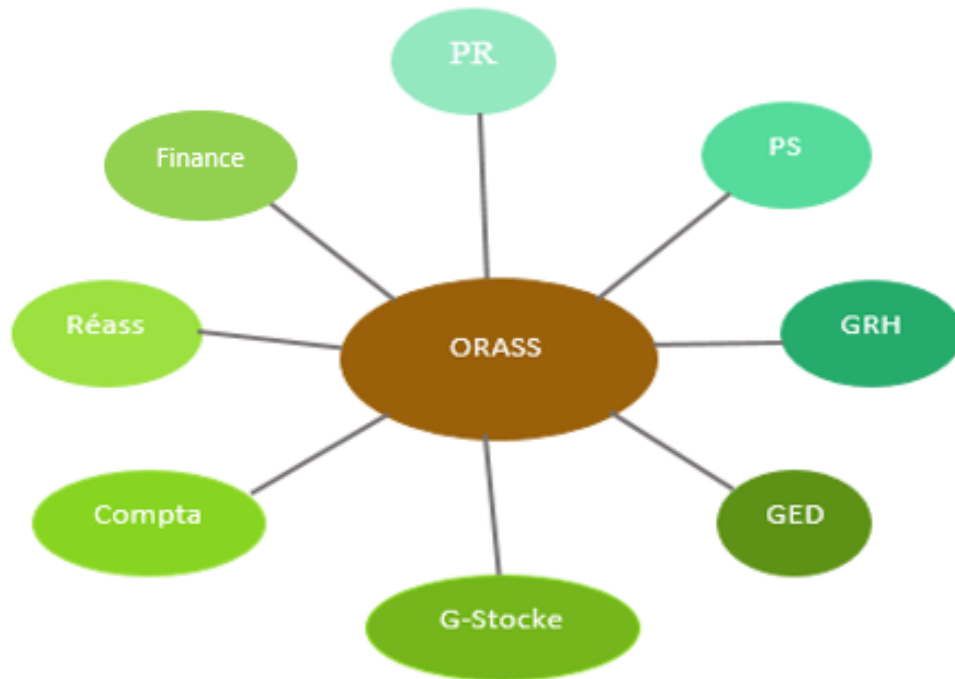 PR
Finance
PS
Réass
ORASS
GRH
Compta
GED
G-Stocke